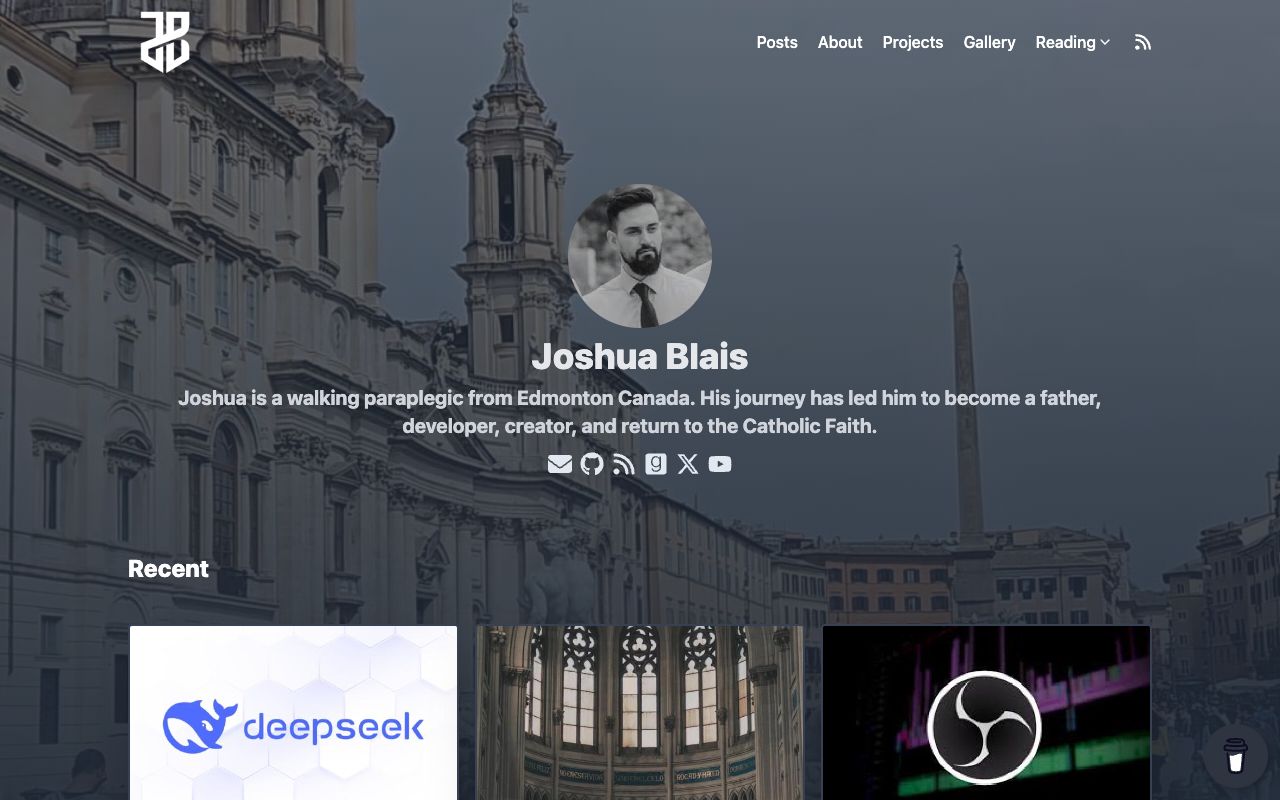 Posts About Projects Gallery Reading
Joshua Blais
Joshua is a walking paraplegic from Edmonton Canada. His journey has led him to become a father,
developer, creator, and return to the Catholic Faith.
Recent
deepseek